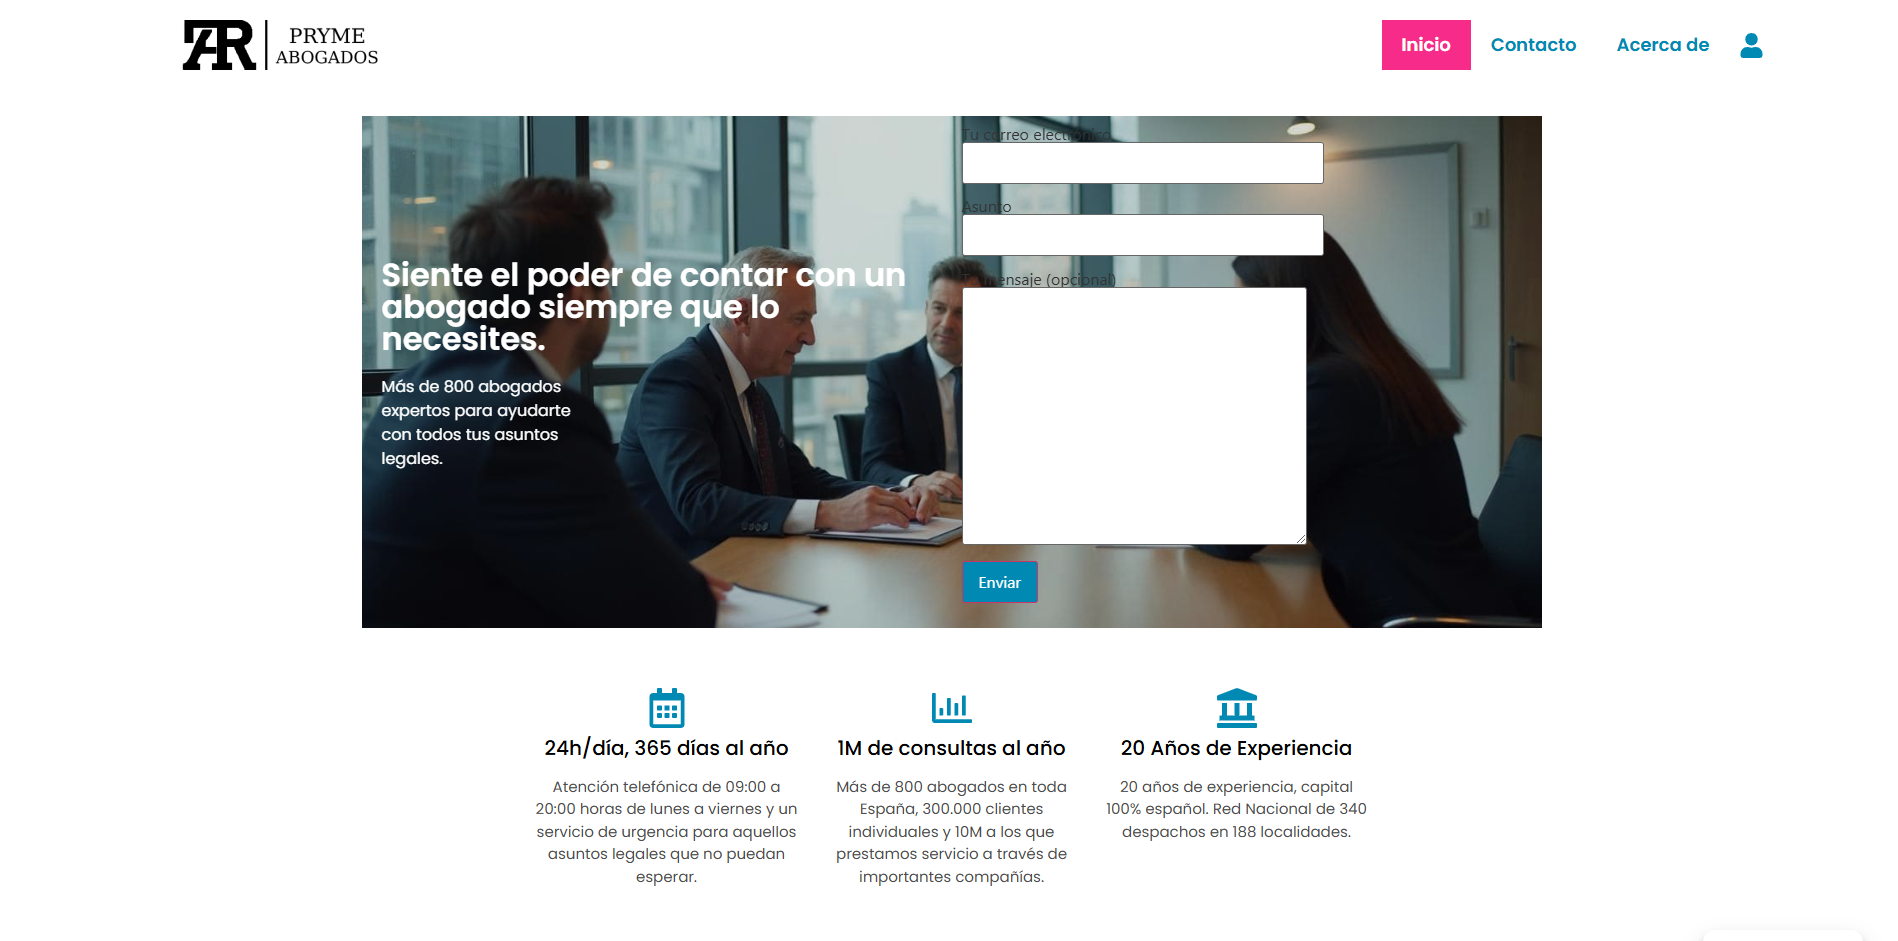 AR
PRYME
ABOGADOS
Inicio
Contacto
Acerca de
Siente el poder de contar con un
abogado siempre que lo
necesites.
Más de 800 abogados
expertos para ayudarte
con todos tus asuntos
legales.
Tu correo electrónico
Asunto
Tu mensaje (opcional)
Enviar
24h/día, 365 días al año
Atención telefónica de 09:00 a
20:00 horas de lunes a viernes y un
servicio de urgencia para aquellos
asuntos legales que no puedan
esperar.
1M de consultas al año
Más de 800 abogados en toda
España, 300.000 clientes
individuales y 10M a los que
prestamos servicio a través de
importantes compañías.
20 Años de Experiencia
20 años de experiencia, capital
100% español. Red Nacional de 340
despachos en 188 localidades.